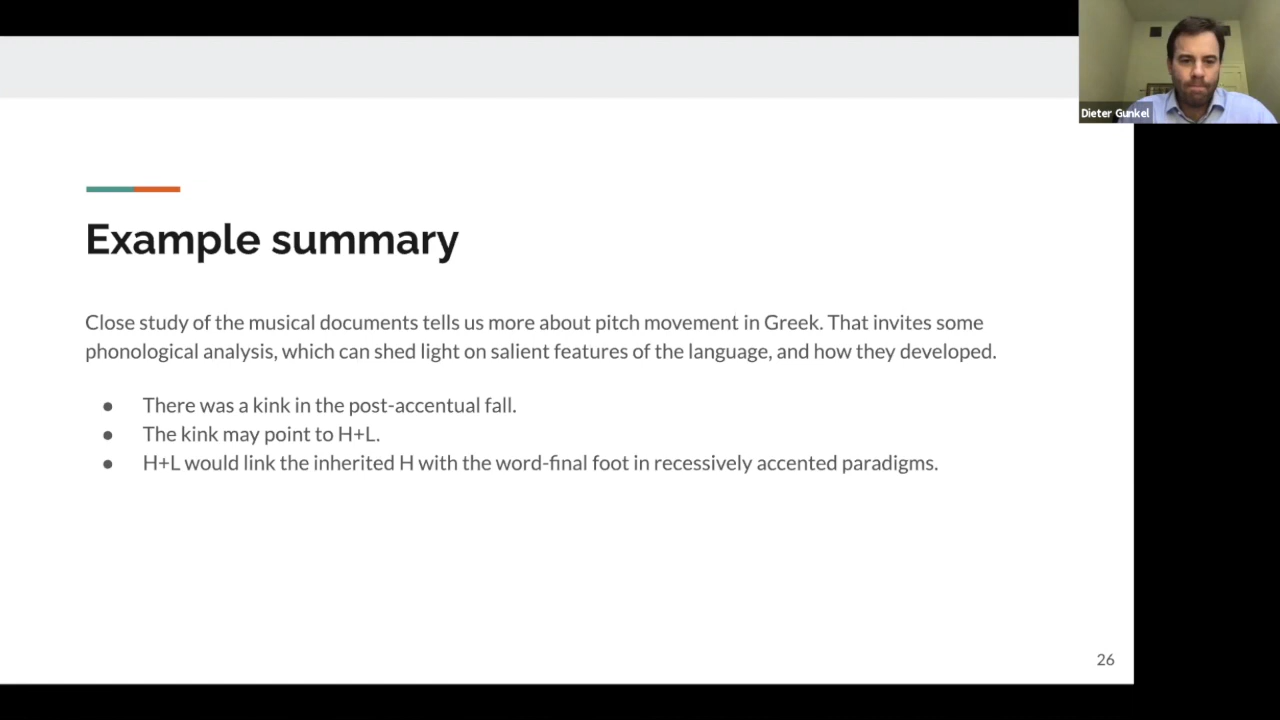 Dieter Gunkel
Example summary
Close study of the musical documents tells us more about pitch movement in Greek. That invites some
phonological analysis, which can shed light on salient features of the language, and how they developed.
● There was a kink in the post-accentual fall.
● The kink may point to H+L.
● H+L would link the inherited H with the word-final foot in recessively accented paradigms.
26